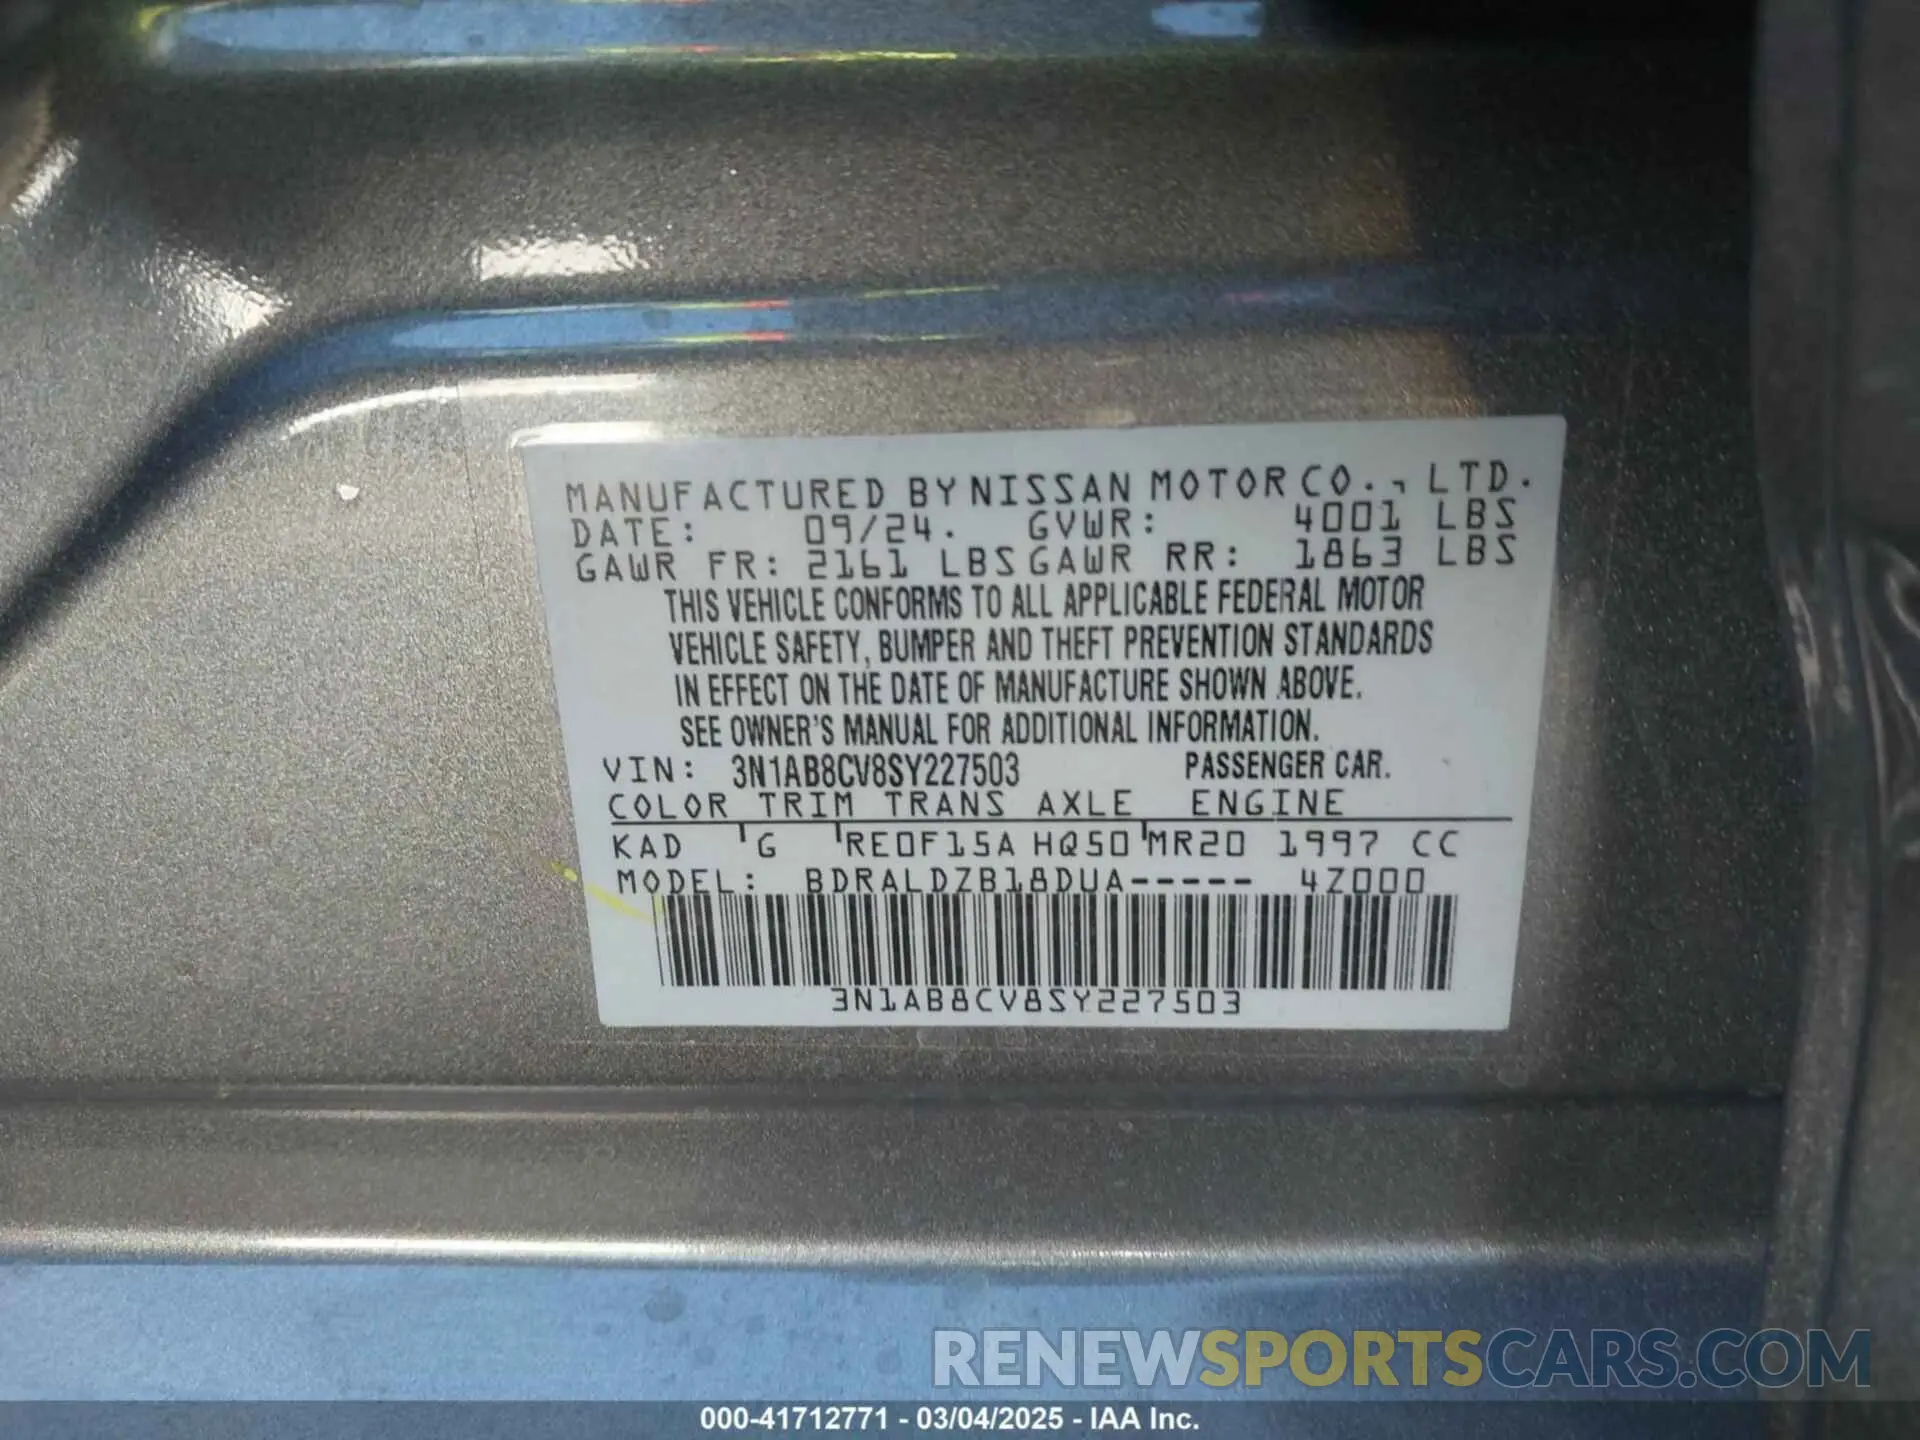 MANUFACTURED BY NISSAN MOTOR CO., LTD.
DATE: 09/24. GVWR: 4001 LBS
GAWR FR: 2161 LBS GAWR RR: 1863 LBS
THIS VEHICLE CONFORMS TO ALL APPLICABLE FEDERAL MOTOR
VEHICLE SAFETY, BUMPER AND THEFT PREVENTION STANDARDS
IN EFFECT ON THE DATE OF MANUFACTURE SHOWN ABOVE.
SEE OWNER'S MANUAL FOR ADDITIONAL INFORMATION.
VIN: 3N1AB8CV8SY227503 PASSENGER CAR.
COLOR TRIM TRANS AXLE ENGINE
KAD G RE0F15A HQ50 MR20 1997 CC
MODEL: BDRALDZB18DUA----- 4Z000
3N1AB8CV8SY227503
RENEWSPORTSCARS.COM
000-41712771 - 03/04/2025 - IAA Inc.